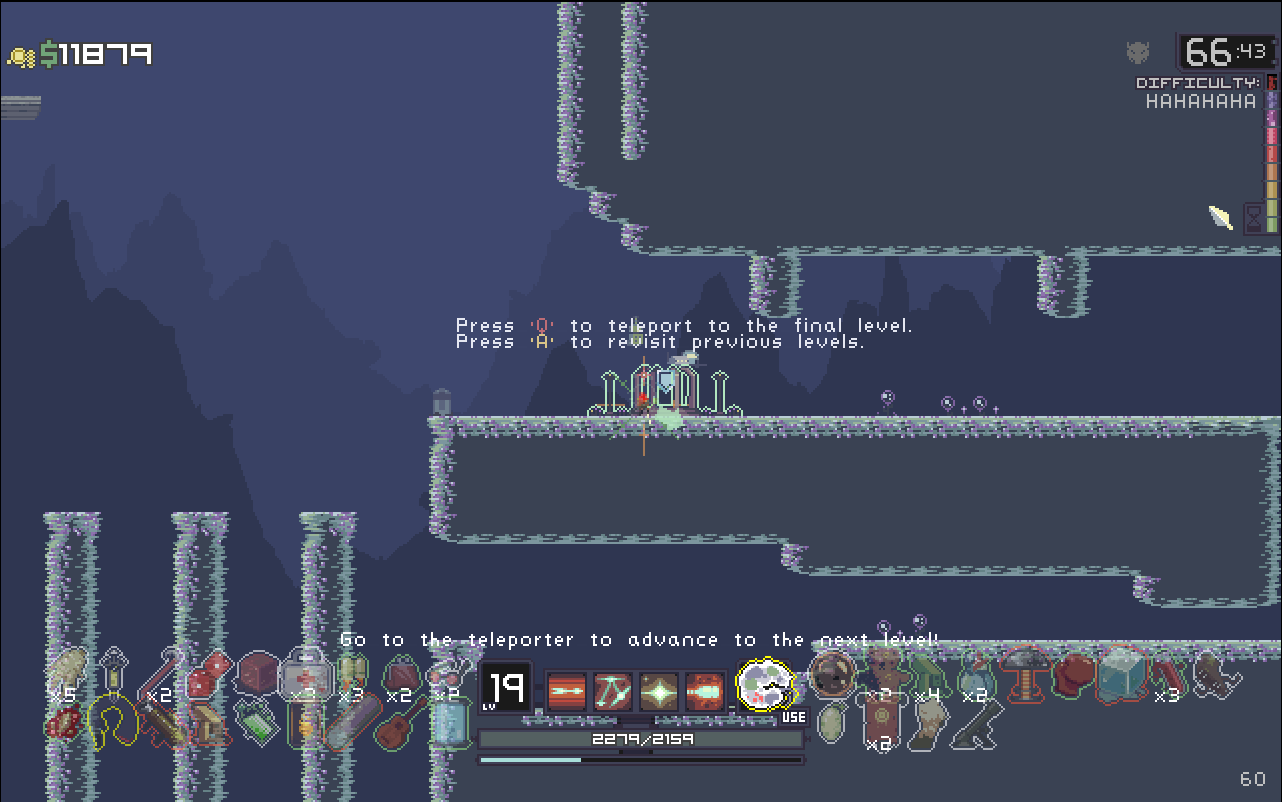 $11879
66:43
DIFFICULTY:
HAHAHAHA
Press 'Q' to teleport to the final level.
Press 'A' to revisit previous levels.
Go to the teleporter to advance to the next level!
x5
x2
x3
x3
x2
x2
19
LV
USE
x2
x4
x2
x3
x2
2279/2159
60